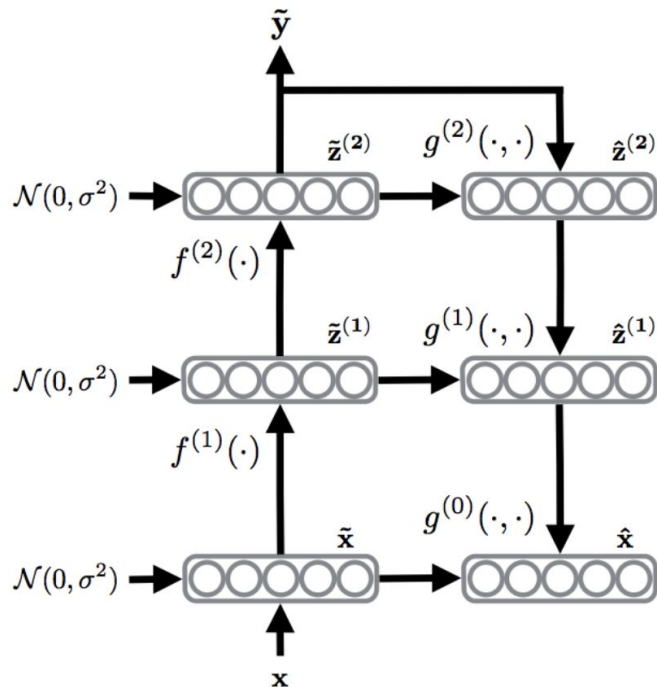 ỹ
z̃⁽²⁾ g⁽²⁾(·,·) ẑ⁽²⁾
𝒩(0, σ²)
f⁽²⁾(·)
z̃⁽¹⁾ g⁽¹⁾(·,·) ẑ⁽¹⁾
𝒩(0, σ²)
f⁽¹⁾(·)
x̃ g⁽⁰⁾(·,·) x̂
𝒩(0, σ²)
x